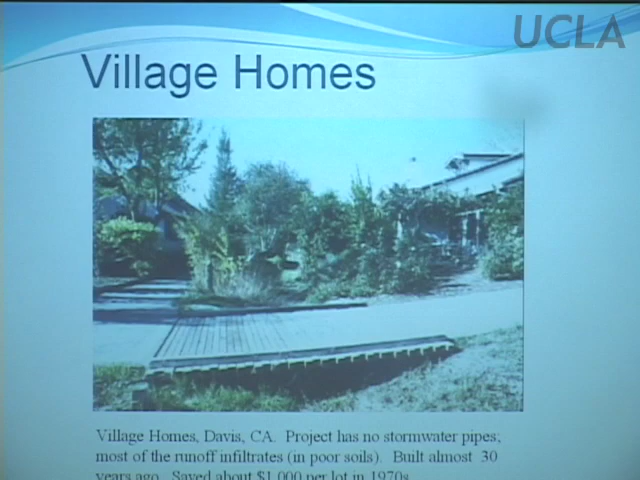 UCLA
Village Homes
Village Homes, Davis, CA. Project has no stormwater pipes;
most of the runoff infiltrates (in poor soils). Built almost 30
years ago. Saved about $1,000 per lot in 1970s